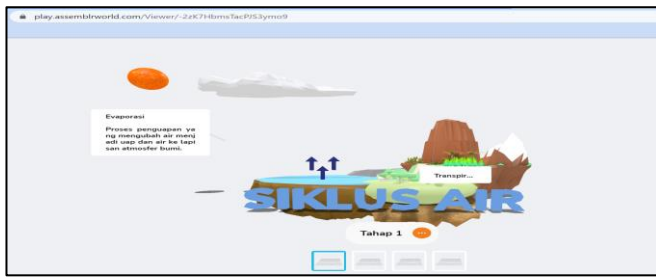 play.assemblrworld.com/Viewer/-2zK7HbmsTacPJS3ymo9
Evaporasi
Proses penguapan ya
ng mengubah air menj
adi uap dan air ke lapi
san atmosfer bumi.
Transpir...
SIKLUS AIR
Tahap 1